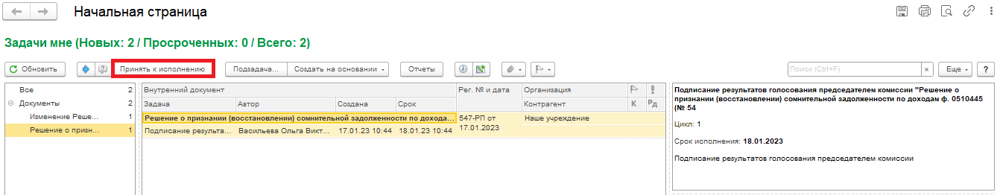 Начальная страница
Задачи мне (Новых: 2 / Просроченных: 0 / Всего: 2)
Обновить Принять к исполнению Подзадача... Создать на основании Отчеты Поиск (Ctrl+F) × Еще ?
Все 2
Документы 2
Изменение Реше... 1
Решение о призн... 1
Внутренний документ Рег. № и дата Организация
Задача Автор Создана Срок Контрагент К Рд
Решение о признании (восстановлении) сомнительной задолженности по дохода... 547-РП от 17.01.2023 Наше учреждение
Подписание результа... Васильева Ольга Викт... 17.01.23 10:44 18.01.23 10:44
Подписание результатов голосования председателем комиссии "Решение о
признании (восстановлении) сомнительной задолженности по доходам ф. 0510445
(№ 54
Цикл: 1
Срок исполнения: 18.01.2023
Подписание результатов голосования председателем комиссии